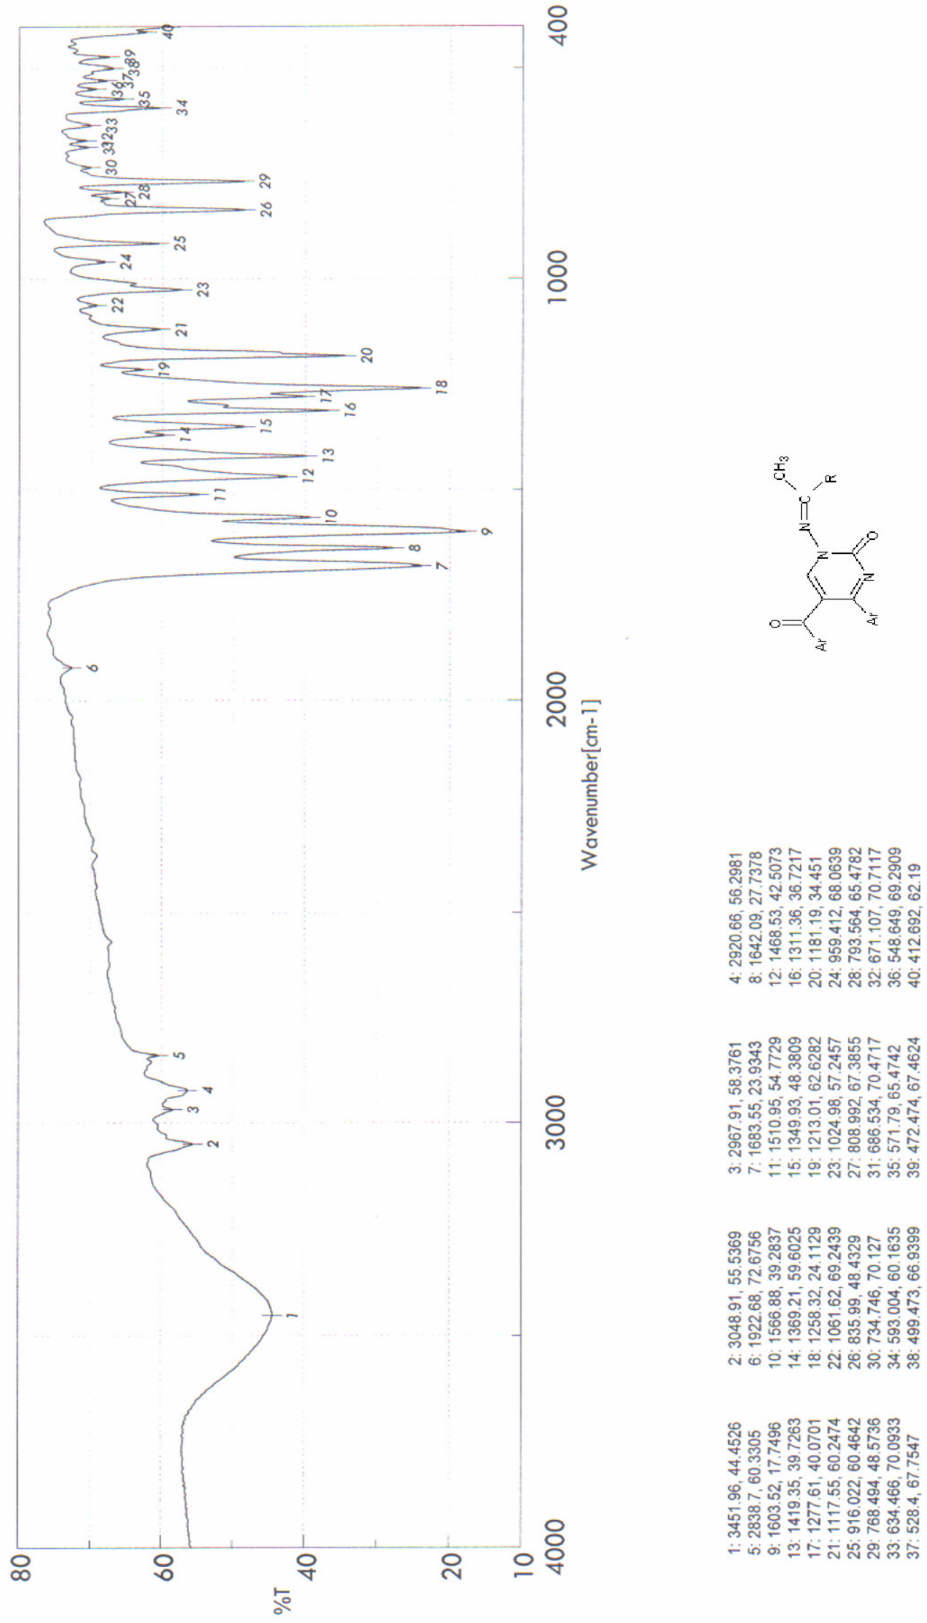 80
%T
60
40
20
10
1
2
3
4
5
6
7
8
9
10
11
12
13
14
15
16
17
18
19
20
21
22
23
24
25
26
27
28
29
30
31
32
33
34
35
36
37
38
39
40
4000 3000 2000 1000 400
Wavenumber[cm-1]
1: 3451.96, 44.4526 2: 3048.91, 55.5369 3: 2967.91, 58.3761 4: 2920.66, 56.2981
5: 2838.7, 60.3305 6: 1922.68, 72.6756 7: 1683.55, 23.9343 8: 1642.09, 27.7378
9: 1603.52, 17.7496 10: 1566.88, 39.2837 11: 1510.95, 54.7729 12: 1468.53, 42.5073
13: 1419.35, 39.7263 14: 1369.21, 59.6025 15: 1349.93, 48.3809 16: 1311.36, 36.7217
17: 1277.61, 40.0701 18: 1258.32, 24.1129 19: 1213.01, 62.6282 20: 1181.19, 34.451
21: 1117.55, 60.2474 22: 1061.62, 69.2439 23: 1024.98, 57.2457 24: 959.412, 68.0639
25: 916.022, 60.4642 26: 835.99, 48.4329 27: 808.992, 67.3855 28: 793.564, 65.4782
29: 768.494, 48.5736 30: 734.746, 70.127 31: 686.534, 70.4717 32: 671.107, 70.7117
33: 634.466, 70.0933 34: 593.004, 60.1635 35: 571.79, 65.4742 36: 548.649, 69.2909
37: 528.4, 67.7547 38: 499.473, 66.9399 39: 472.474, 67.4624 40: 412.692, 62.19
O
Ar
Ar
N
N
O
N
C
CH3
R